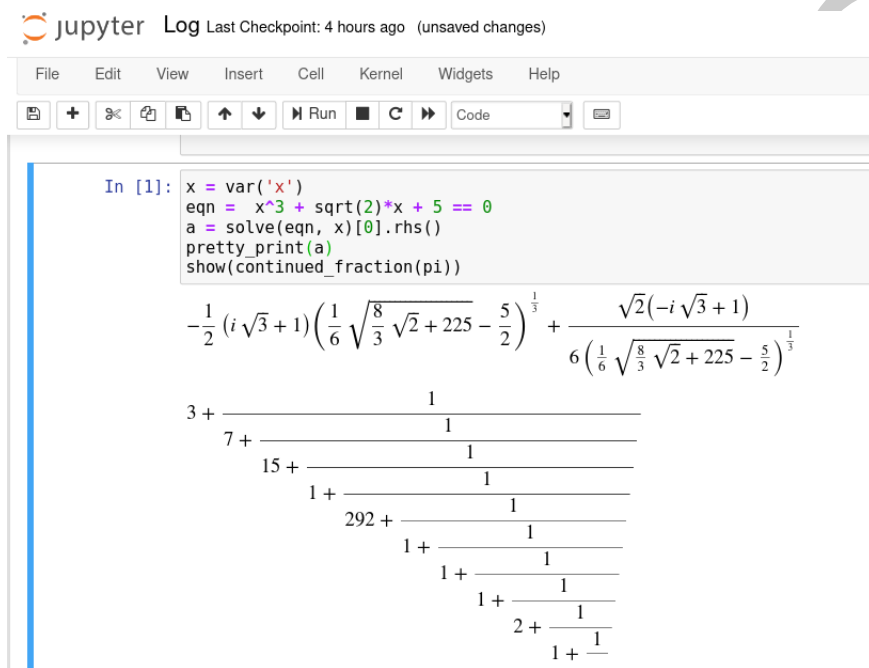 jupyter Log Last Checkpoint: 4 hours ago (unsaved changes)
File Edit View Insert Cell Kernel Widgets Help
Run Code
In [1]: x = var('x')
eqn =  x^3 + sqrt(2)*x + 5 == 0
a = solve(eqn, x)[0].rhs()
pretty_print(a)
show(continued_fraction(pi))
-1/2 (i √3 + 1)(1/6 √(8/3 √2 + 225) − 5/2)^(1/3) + √2(−i √3 + 1) / 6(1/6 √(8/3 √2 + 225) − 5/2)^(1/3)
1
3 +
1
7 +
1
15 +
1
1 +
1
292 +
1
1 +
1
1 +
1
1 +
1
2 +
1
1 +